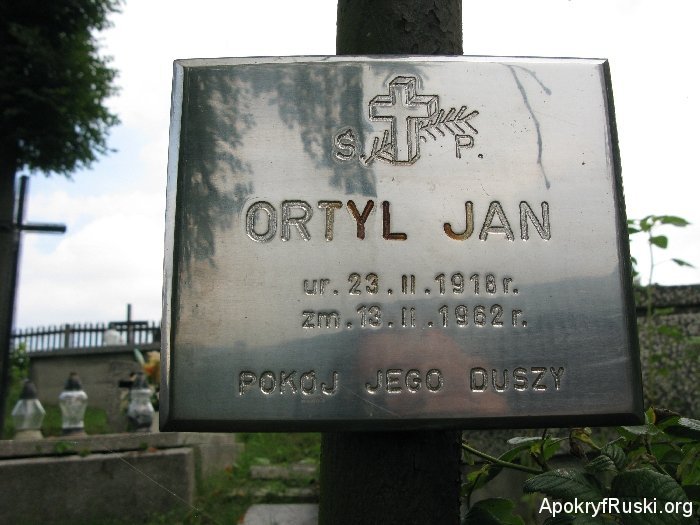 Ś. P.
ORTYL JAN
ur. 23. II. 1918 r.
zm. 13. II. 1962 r.
POKÓJ JEGO DUSZY
ApokryfRuski.org